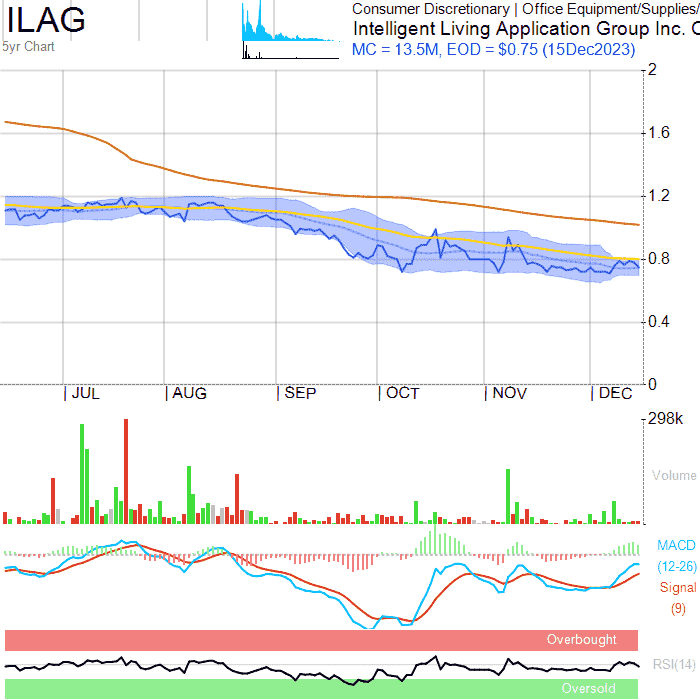 ILAG
5yr Chart
Consumer Discretionary | Office Equipment/Supplies/
Intelligent Living Application Group Inc.
MC = 13.5M, EOD = $0.75 (15Dec2023)
2
1.6
1.2
0.8
0.4
0
JUL AUG SEP OCT NOV DEC
298k
Volume
MACD
(12-26)
Signal
(9)
Overbought
RSI(14)
Oversold